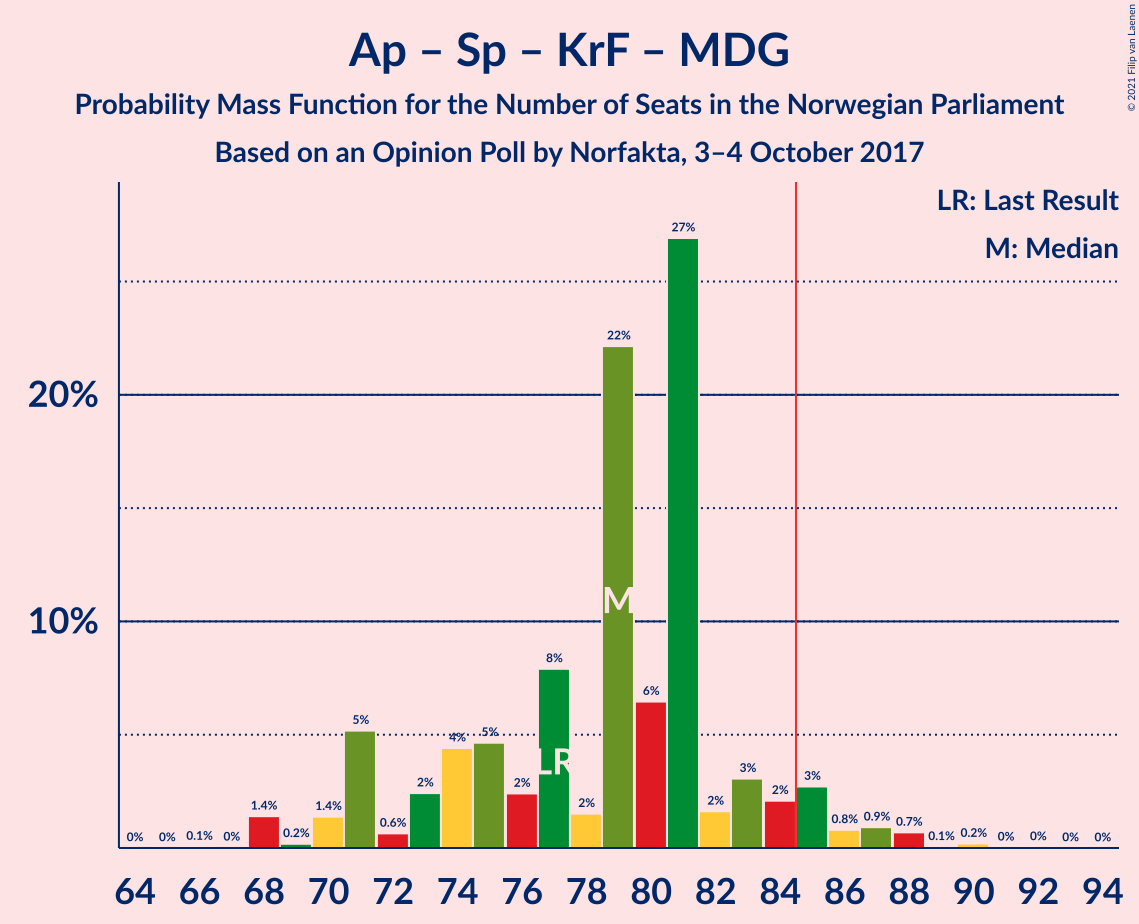 Ap – Sp – KrF – MDG
Probability Mass Function for the Number of Seats in the Norwegian Parliament
Based on an Opinion Poll by Norfakta, 3–4 October 2017
© 2021 Filip van Laenen
LR: Last Result
M: Median
20%
10%
0% 0% 0.1% 0% 1.4% 0.2% 1.4% 5% 0.6% 2% 4% 5% 2% 8% 2% 22% 6% 27% 2% 3% 2% 3% 0.8% 0.9% 0.7% 0.1% 0.2% 0% 0% 0% 0%
M
LR
64 66 68 70 72 74 76 78 80 82 84 86 88 90 92 94